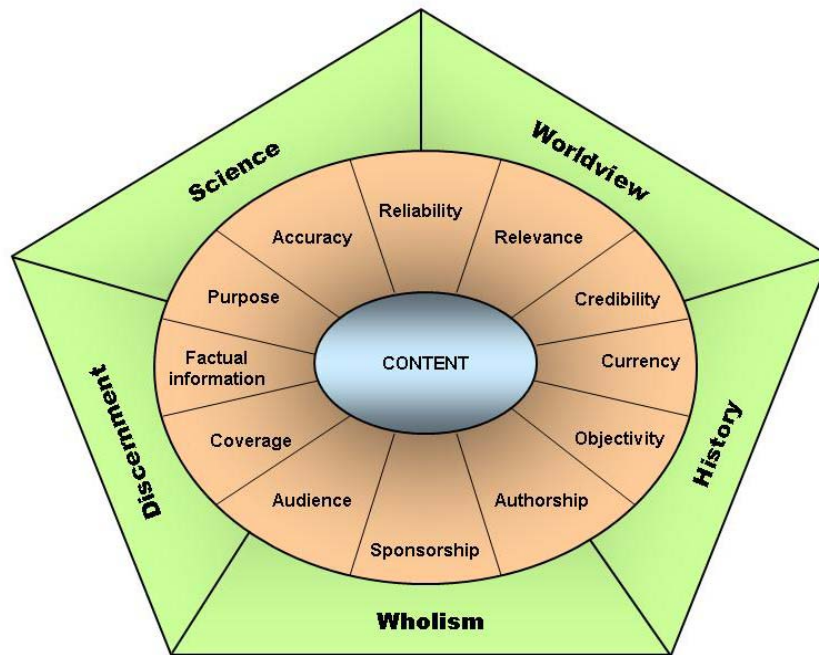 Science
Worldview
Reliability
Accuracy
Relevance
Purpose
Credibility
Factual
information
CONTENT
Currency
Discernment
Coverage
Objectivity
History
Audience
Authorship
Sponsorship
Wholism